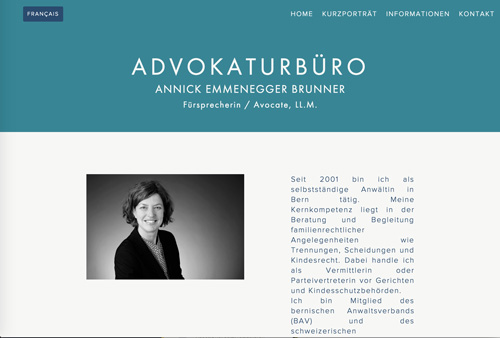 FRANÇAIS
HOME KURZPORTRÄT INFORMATIONEN KONTAKT
ADVOKATURBÜRO
ANNICK EMMENEGGER BRUNNER
Fürsprecherin / Avocate, LL.M.
Seit 2001 bin ich als
selbstständige Anwältin in
Bern tätig. Meine
Kernkompetenz liegt in der
Beratung und Begleitung
familienrechtlicher
Angelegenheiten wie
Trennungen, Scheidungen und
Kindesrecht. Dabei handle ich
als Vermittlerin oder
Parteivertreterin vor Gerichten
und Kindesschutzbehörden.
Ich bin Mitglied des
bernischen Anwaltsverbands
(BAV) und des
schweizerischen